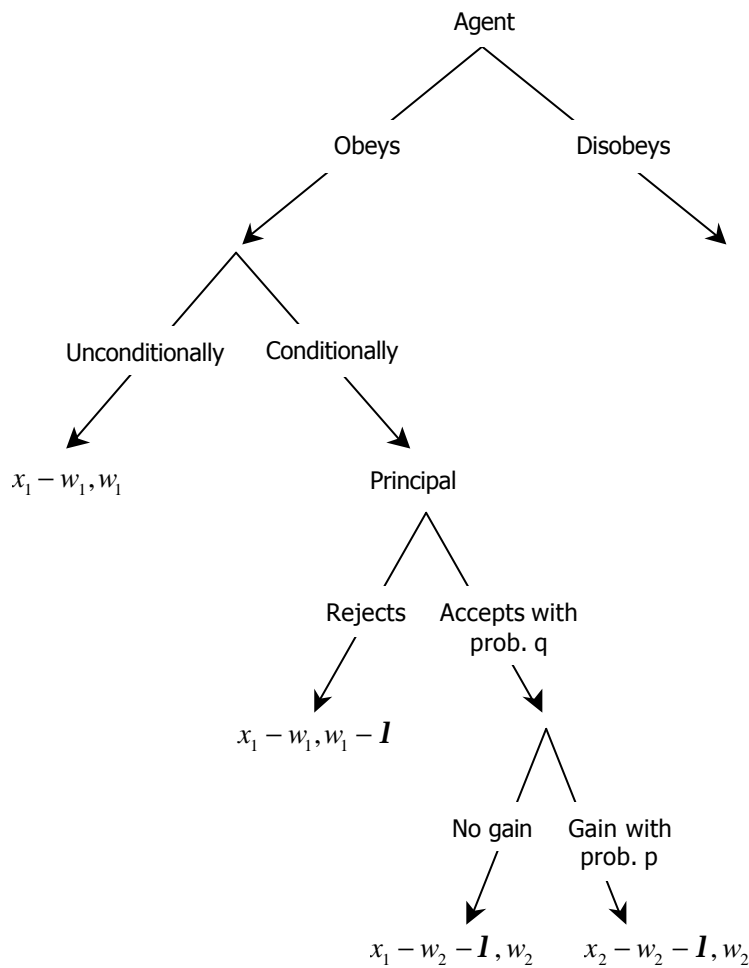 Agent
Obeys Disobeys
Unconditionally Conditionally
x₁ − w₁, w₁ Principal
Rejects Accepts with
prob. q
x₁ − w₁, w₁ − l
No gain Gain with
prob. p
x₁ − w₂ − l, w₂ x₂ − w₂ − l, w₂